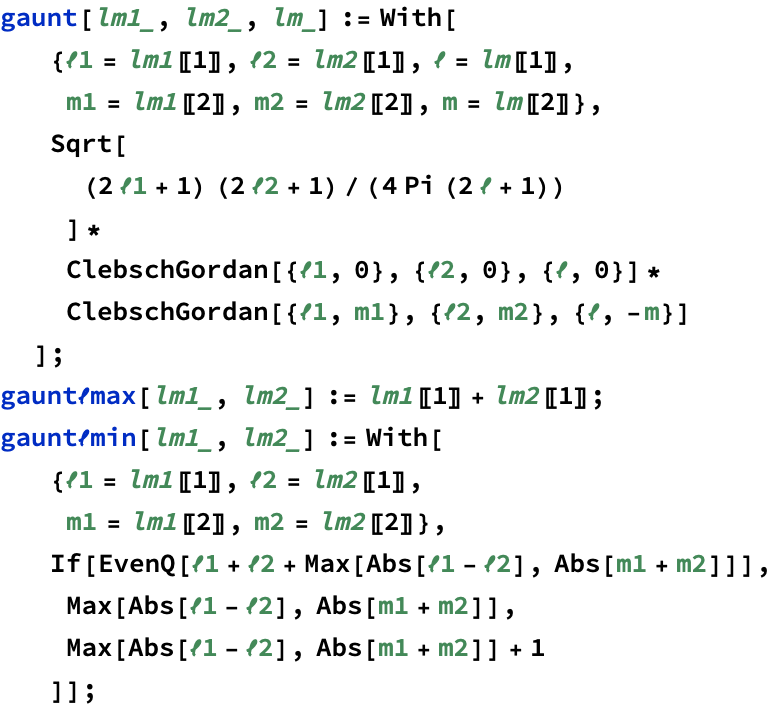 gaunt[lm1_, lm2_, lm_] := With[
{ℓ1 = lm1〚1〛, ℓ2 = lm2〚1〛, ℓ = lm〚1〛,
m1 = lm1〚2〛, m2 = lm2〚2〛, m = lm〚2〛},
Sqrt[
(2 ℓ1 + 1) (2 ℓ2 + 1) / (4 Pi (2 ℓ + 1))
] *
ClebschGordan[{ℓ1, 0}, {ℓ2, 0}, {ℓ, 0}] *
ClebschGordan[{ℓ1, m1}, {ℓ2, m2}, {ℓ, -m}]
];
gauntℓmax[lm1_, lm2_] := lm1〚1〛 + lm2〚1〛;
gauntℓmin[lm1_, lm2_] := With[
{ℓ1 = lm1〚1〛, ℓ2 = lm2〚1〛,
m1 = lm1〚2〛, m2 = lm2〚2〛},
If[EvenQ[ℓ1 + ℓ2 + Max[Abs[ℓ1 - ℓ2], Abs[m1 + m2]]],
Max[Abs[ℓ1 - ℓ2], Abs[m1 + m2]],
Max[Abs[ℓ1 - ℓ2], Abs[m1 + m2]] + 1
]];